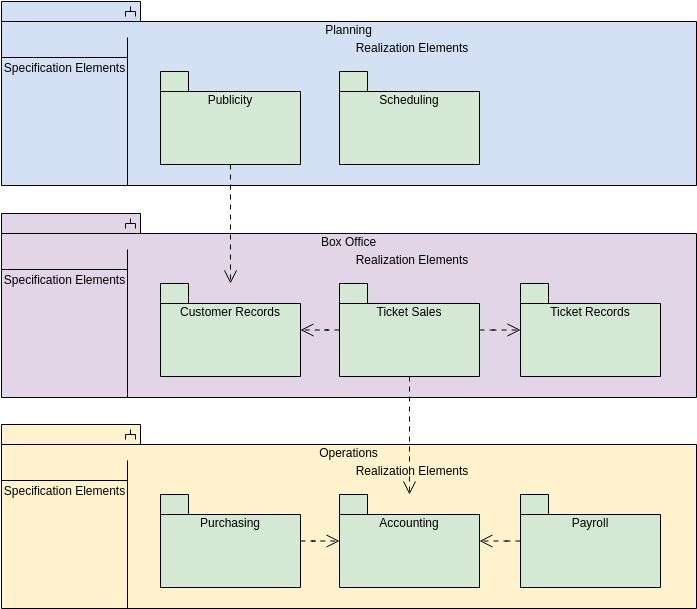 Planning
Realization Elements
Specification Elements
Publicity
Scheduling
Box Office
Realization Elements
Specification Elements
Customer Records
Ticket Sales
Ticket Records
Operations
Realization Elements
Specification Elements
Purchasing
Accounting
Payroll